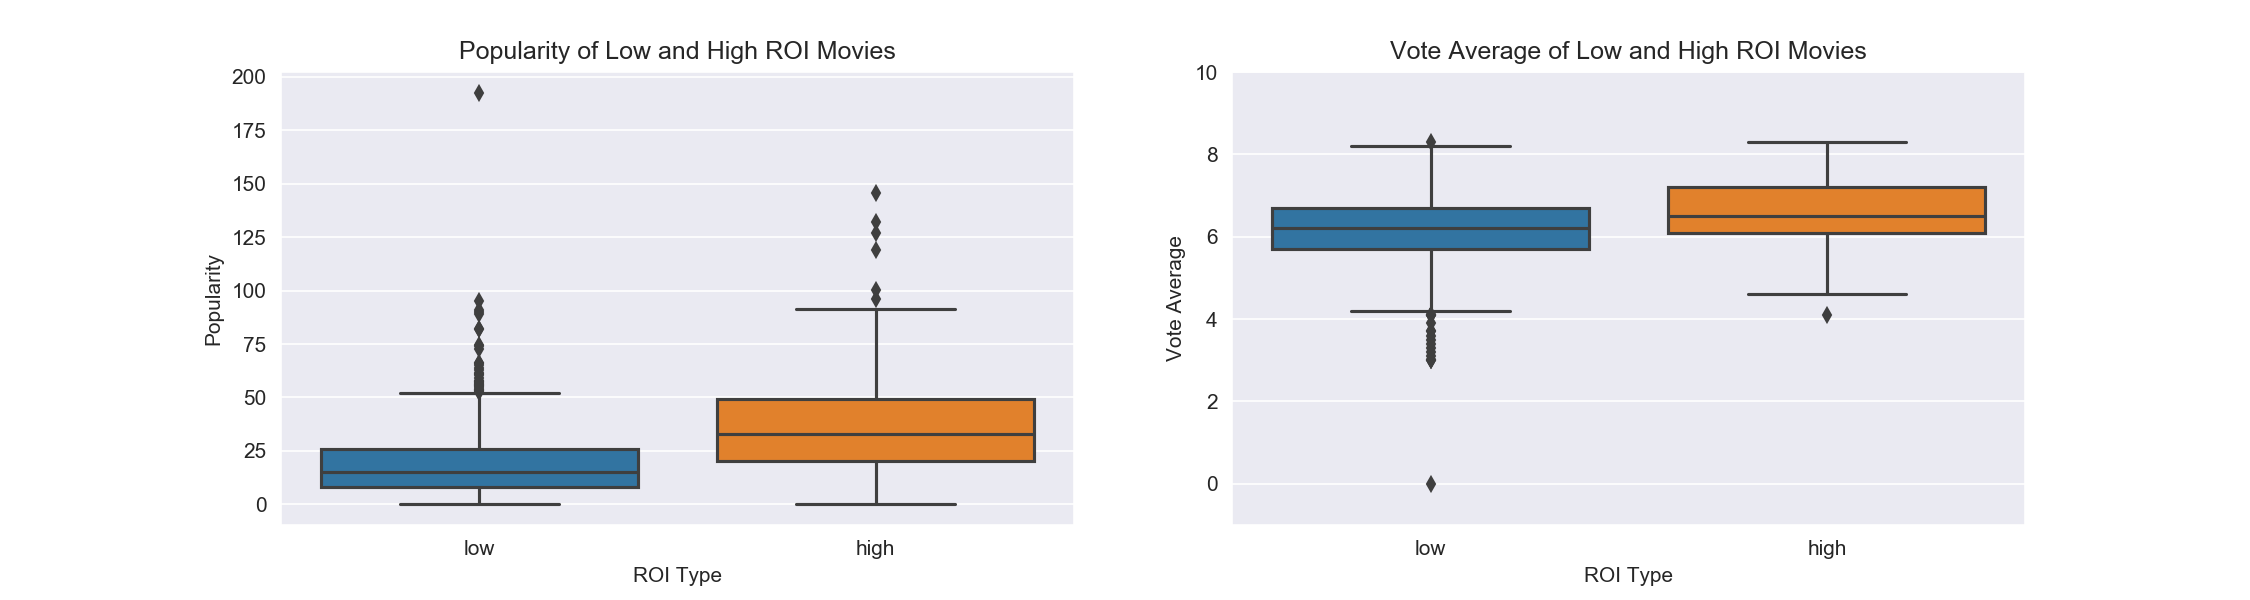 Popularity of Low and High ROI Movies
200
175
150
125
100
75
50
25
0
Popularity
low
high
ROI Type
Vote Average of Low and High ROI Movies
10
8
6
4
2
0
Vote Average
low
high
ROI Type